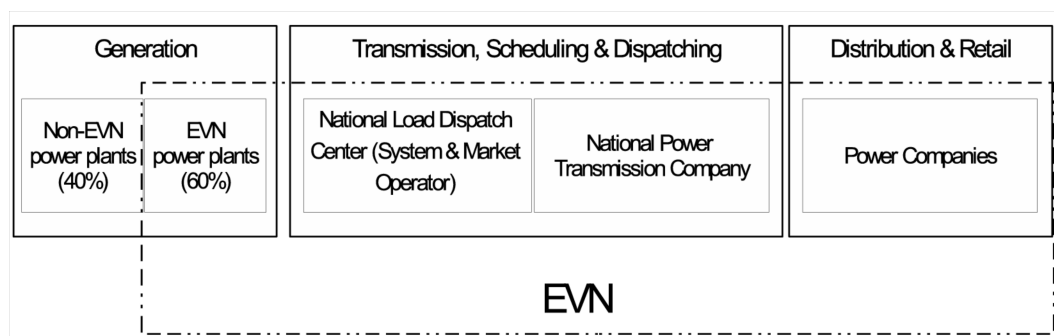 Generation
Transmission, Scheduling & Dispatching
Distribution & Retail
Non-EVN
power plants
(40%)
EVN
power plants
(60%)
National Load Dispatch
Center (System & Market
Operator)
National Power
Transmission Company
Power Companies
EVN